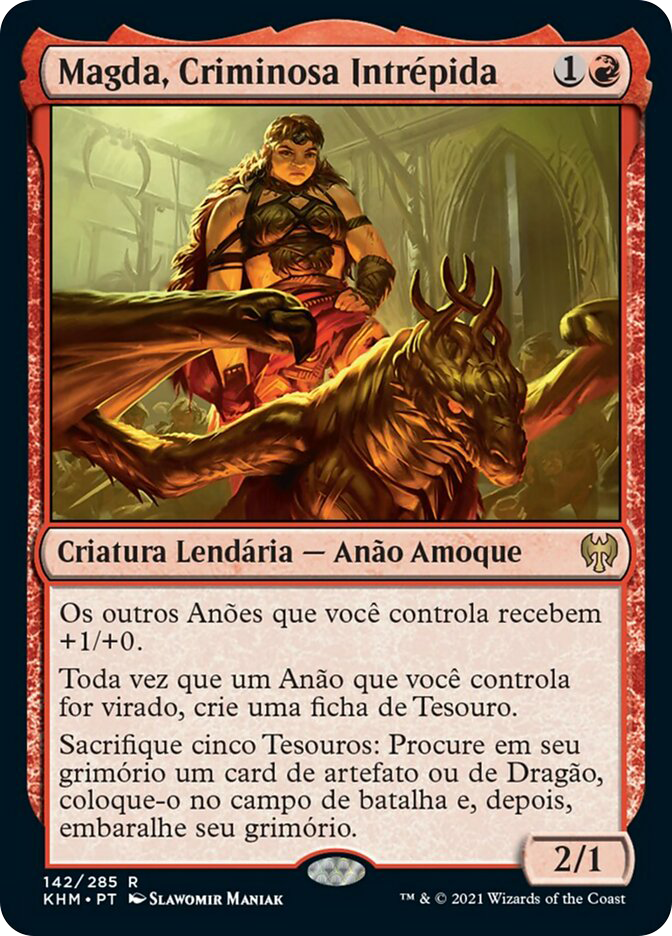 Magda, Criminosa Intrépida
1
Criatura Lendária — Anão Amoque
Os outros Anões que você controla recebem
+1/+0.
Toda vez que um Anão que você controla
for virado, crie uma ficha de Tesouro.
Sacrifique cinco Tesouros: Procure em seu
grimório um card de artefato ou de Dragão,
coloque-o no campo de batalha e, depois,
embaralhe seu grimório.
2/1
142/285 R
KHM • PT Slawomir Maniak
™ & © 2021 Wizards of the Coast